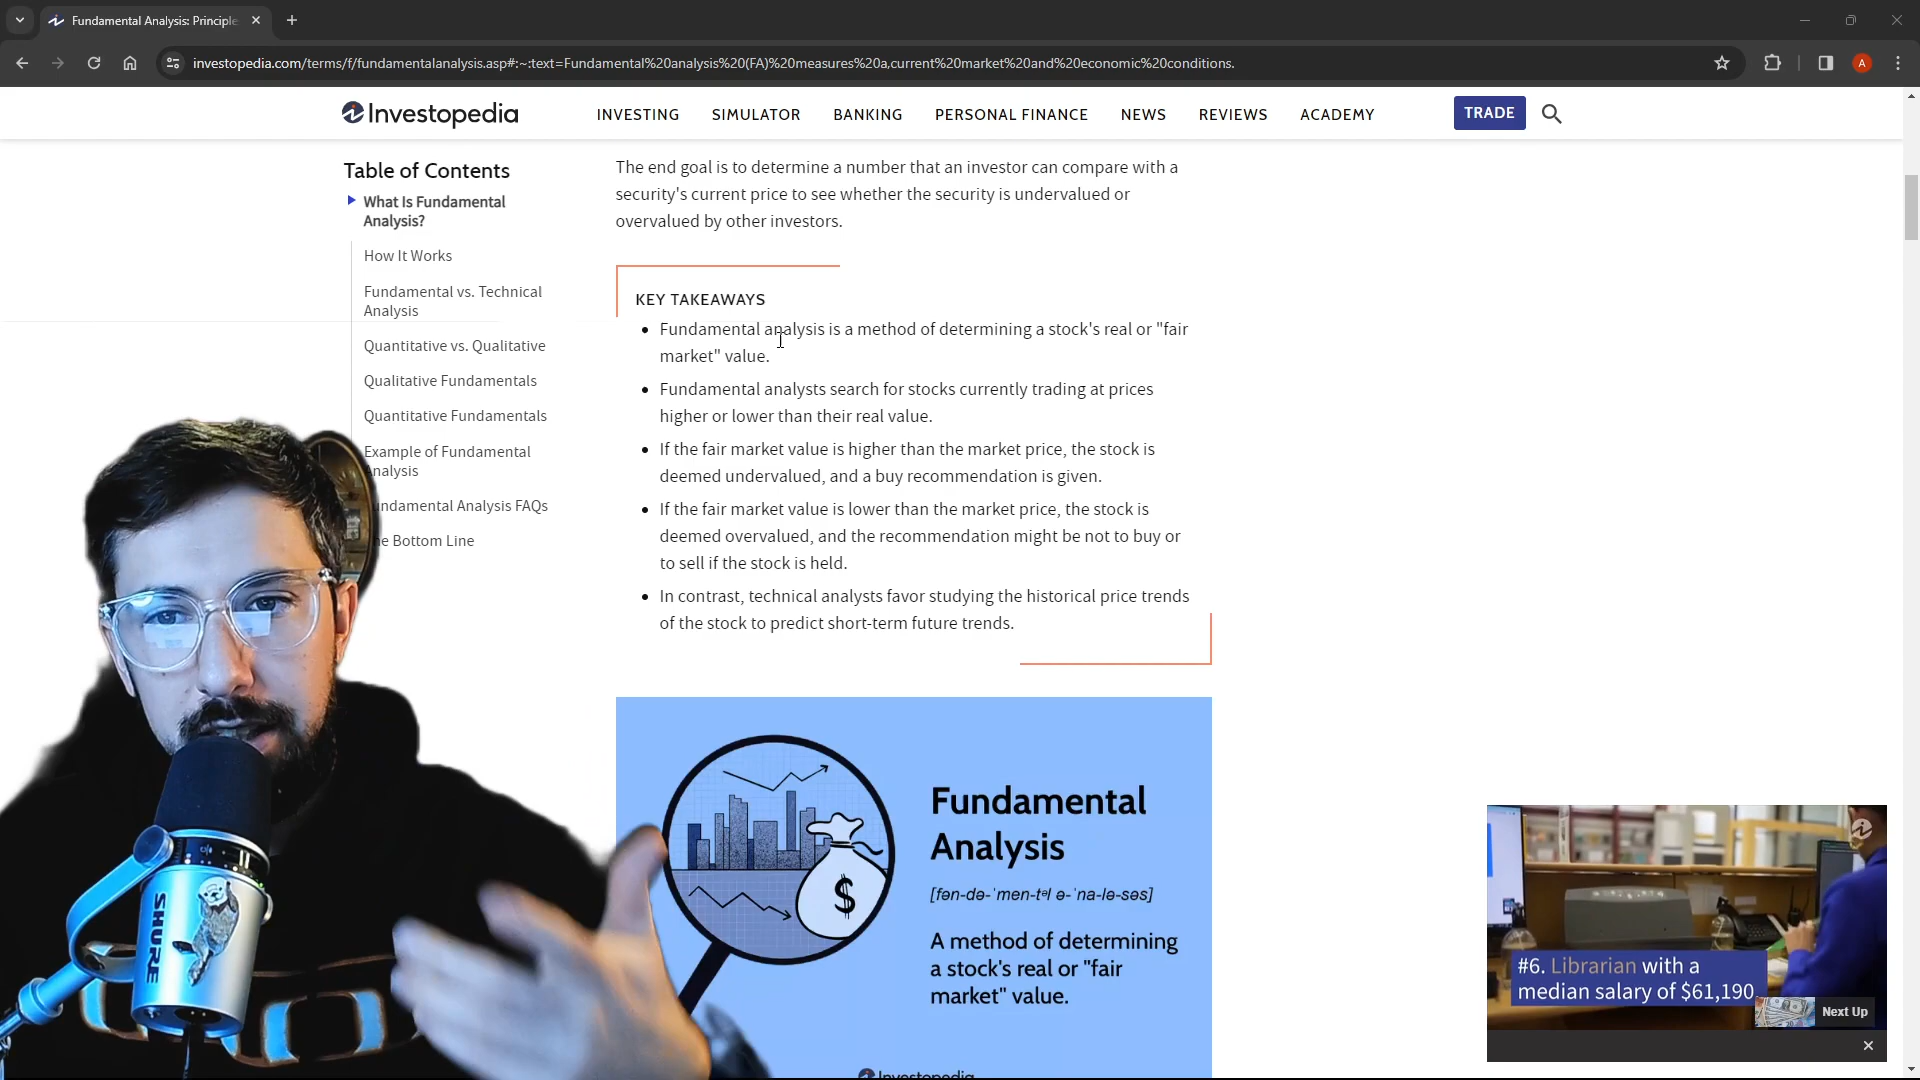 Fundamental Analysis: Principle
investopedia.com/terms/f/fundamentalanalysis.asp#:~:text=Fundamental%20analysis%20(FA)%20measures%20a,current%20market%20and%20economic%20conditions.
A
Investopedia
INVESTING
SIMULATOR
BANKING
PERSONAL FINANCE
NEWS
REVIEWS
ACADEMY
TRADE
Table of Contents
What Is Fundamental
Analysis?
How It Works
Fundamental vs. Technical
Analysis
Quantitative vs. Qualitative
Qualitative Fundamentals
Quantitative Fundamentals
Example of Fundamental
Analysis
undamental Analysis FAQs
e Bottom Line
The end goal is to determine a number that an investor can compare with a
security's current price to see whether the security is undervalued or
overvalued by other investors.
KEY TAKEAWAYS
Fundamental analysis is a method of determining a stock's real or "fair
market" value.
Fundamental analysts search for stocks currently trading at prices
higher or lower than their real value.
If the fair market value is higher than the market price, the stock is
deemed undervalued, and a buy recommendation is given.
If the fair market value is lower than the market price, the stock is
deemed overvalued, and the recommendation might be not to buy or
to sell if the stock is held.
In contrast, technical analysts favor studying the historical price trends
of the stock to predict short-term future trends.
Fundamental
Analysis
[fən-də-ˈmen-tᵊl ə-ˈna-lə-səs]
A method of determining
a stock's real or "fair
market" value.
$
Investopedia
SHURE
#6. Librarian with a
median salary of $61,190
Next Up